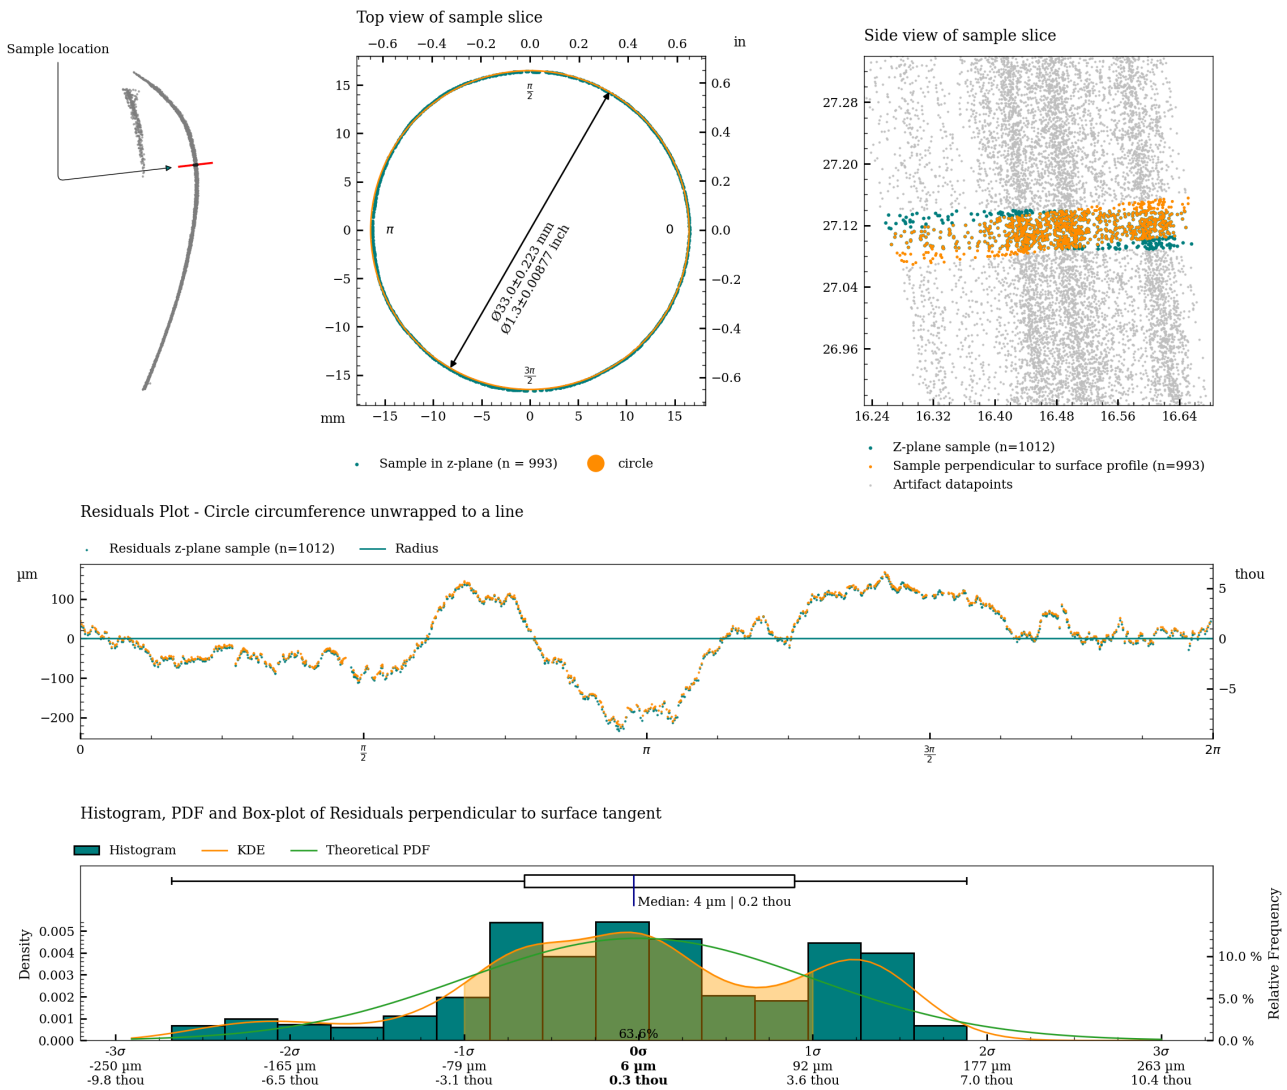 Sample location
Top view of sample slice
−0.6 −0.4 −0.2 0.0 0.2 0.4 0.6 in
15
10
5
0
−5
−10
−15
mm
−15 −10 −5 0 5 10 15
0.6
0.4
0.2
0.0
−0.2
−0.4
−0.6
π/2
π
0
3π/2
Ø33.0±0.223 mm
Ø1.3±0.00877 inch
Sample in z-plane (n = 993)
circle
Side view of sample slice
27.28
27.20
27.12
27.04
26.96
16.24 16.32 16.40 16.48 16.56 16.64
Z-plane sample (n=1012)
Sample perpendicular to surface profile (n=993)
Artifact datapoints
Residuals Plot - Circle circumference unwrapped to a line
Residuals z-plane sample (n=1012)
Radius
µm
thou
100
0
−100
−200
5
0
−5
0 π/2 π 3π/2 2π
Histogram, PDF and Box-plot of Residuals perpendicular to surface tangent
Histogram
KDE
Theoretical PDF
Median: 4 µm | 0.2 thou
Density
0.005
0.004
0.003
0.002
0.001
0.000
Relative Frequency
10.0 %
5.0 %
0.0 %
63.6%
-3σ -2σ -1σ 0σ 1σ 2σ 3σ
-250 µm -165 µm -79 µm 6 µm 92 µm 177 µm 263 µm
-9.8 thou -6.5 thou -3.1 thou 0.3 thou 3.6 thou 7.0 thou 10.4 thou